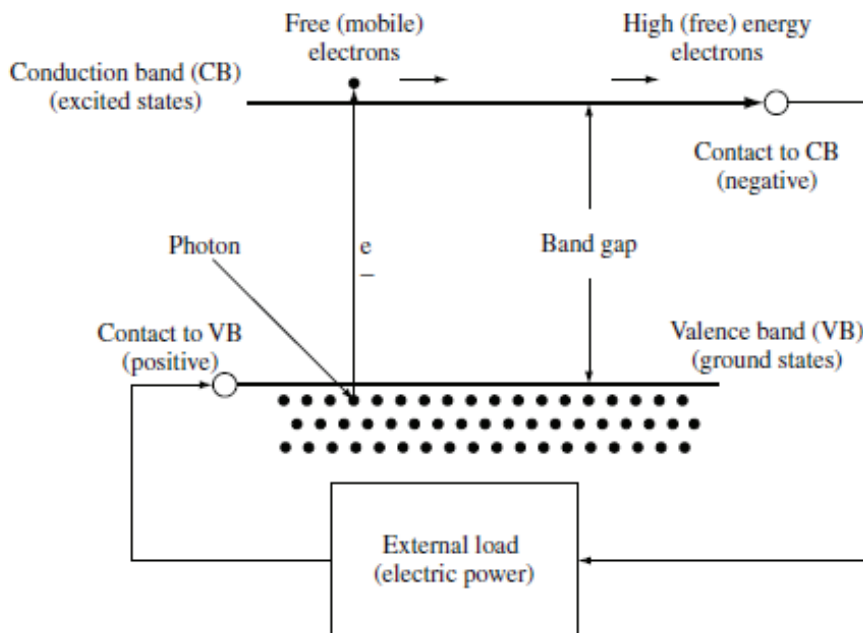 Free (mobile)
electrons
High (free) energy
electrons
Conduction band (CB)
(excited states)
Contact to CB
(negative)
Photon
e
–
Band gap
Contact to VB
(positive)
Valence band (VB)
(ground states)
External load
(electric power)